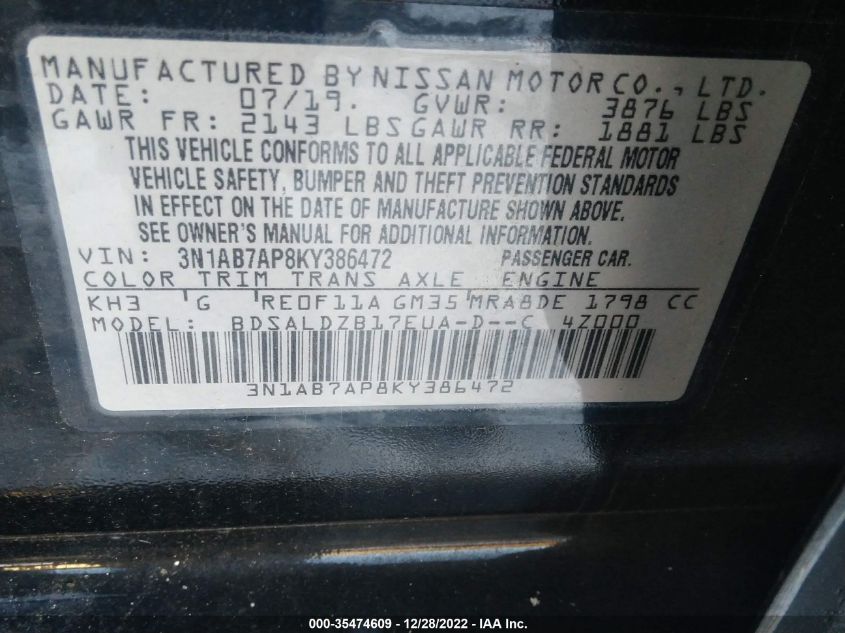 MANUFACTURED BY NISSAN MOTOR CO., LTD.
DATE: 07/19. GVWR: 3876 LBS
GAWR FR: 2143 LBS GAWR RR: 1881 LBS
THIS VEHICLE CONFORMS TO ALL APPLICABLE FEDERAL MOTOR
VEHICLE SAFETY, BUMPER AND THEFT PREVENTION STANDARDS
IN EFFECT ON THE DATE OF MANUFACTURE SHOWN ABOVE.
SEE OWNER'S MANUAL FOR ADDITIONAL INFORMATION.
VIN: 3N1AB7AP8KY386472 PASSENGER CAR.
COLOR TRIM TRANS AXLE ENGINE
KH3 G RE0F11A GM35 MRA8DE 1798 CC
MODEL: BDSALDZB17EUA-D--C 4Z000
3N1AB7AP8KY386472
000-35474609 - 12/28/2022 - IAA Inc.